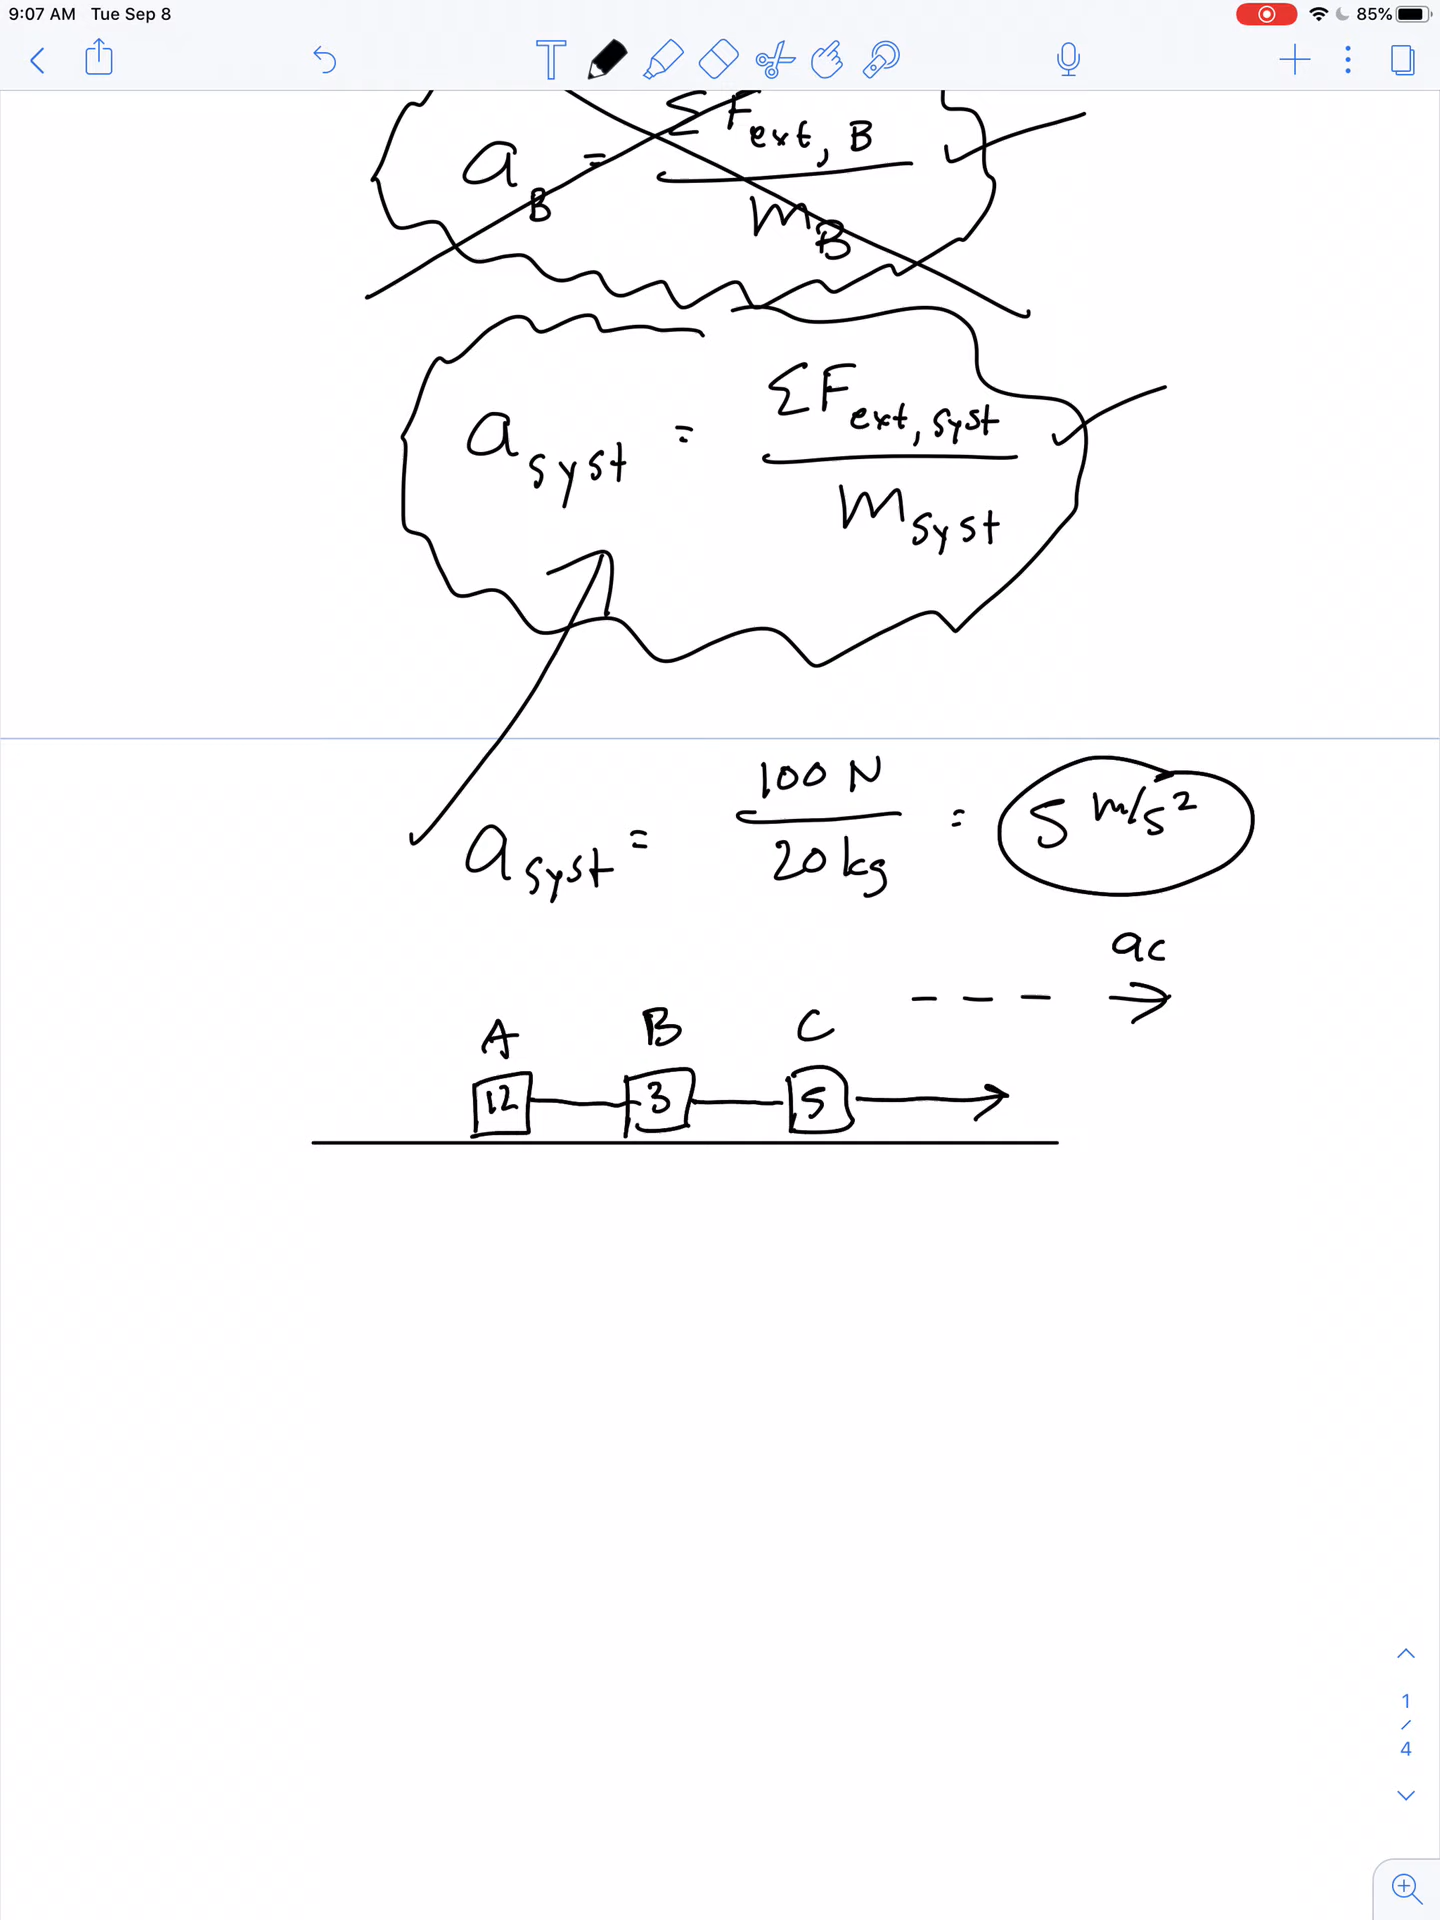 9:07 AM Tue Sep 8 85%
a_B = ΣF_ext, B / m_B
a_syst = ΣF_ext, syst / m_syst
a_syst = 100 N / 20 kg = 5 m/s²
ac
A B C
12 3 5
1
/
4